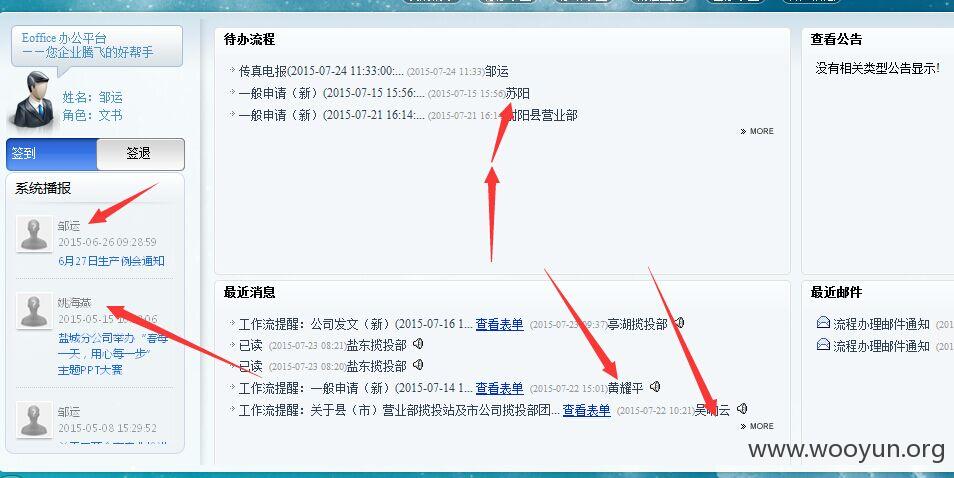 Eoffice 办公平台
——您企业腾飞的好帮手
姓名：邹运
角色：文书
签到
签退
系统播报
邹运
2015-06-26 09:28:59
6月27日生产例会通知
姚海燕
2015-05-15 1
盐城分公司举办“春每
一天，用心每一步”
主题PPT大赛
邹运
2015-05-08 15:29:52
待办流程
传真电报(2015-07-24 11:33:00:... (2015-07-24 11:33)邹运
一般申请（新）(2015-07-15 15:56:... (2015-07-15 15:56)苏阳
一般申请（新）(2015-07-21 16:14:... (2015-07-21 16:14 射阳县营业部
» MORE
查看公告
没有相关类型公告显示!
最近消息
工作流提醒：公司发文（新）(2015-07-16 1... 查看表单 (2015-07-23 09:37)亭湖揽投部
已读 (2015-07-23 08:21)盐东揽投部
已读 (2015-07-23 08:21)盐东揽投部
工作流提醒：一般申请（新）(2015-07-14 1... 查看表单 (2015-07-22 15:01)黄耀平
工作流提醒：关于县（市）营业部揽投站及市公司揽投部团... 查看表单 (2015-07-22 10:21)吴 云
» MORE
最近邮件
流程办理邮件通知 (2015
流程办理邮件通知 (2015
www.wooyun.org